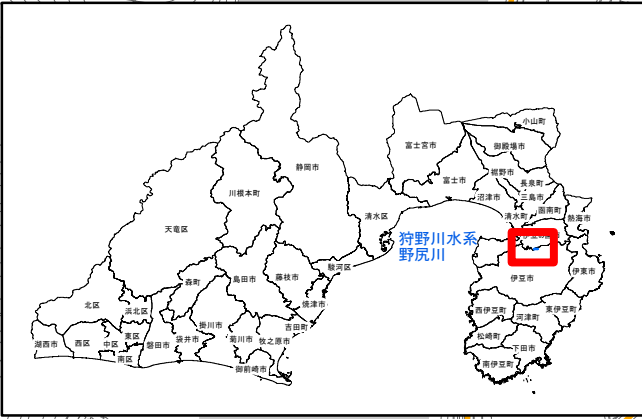 小山町
御殿場市
富士宮市
裾野市
富士市
長泉町
静岡市
沼津市
三島市
川根本町
函南町
清水区
清水町
熱海市
天竜区
狩野川水系
野尻川
駿河区
伊東市
島田市
藤枝市
伊豆市
森町
焼津市
北区
浜北区
西伊豆町
東伊豆町
河津町
掛川市
吉田町
湖西市
西区
中区
東区
磐田市
袋井市
菊川市
牧之原市
松崎町
下田市
南区
御前崎市
南伊豆町